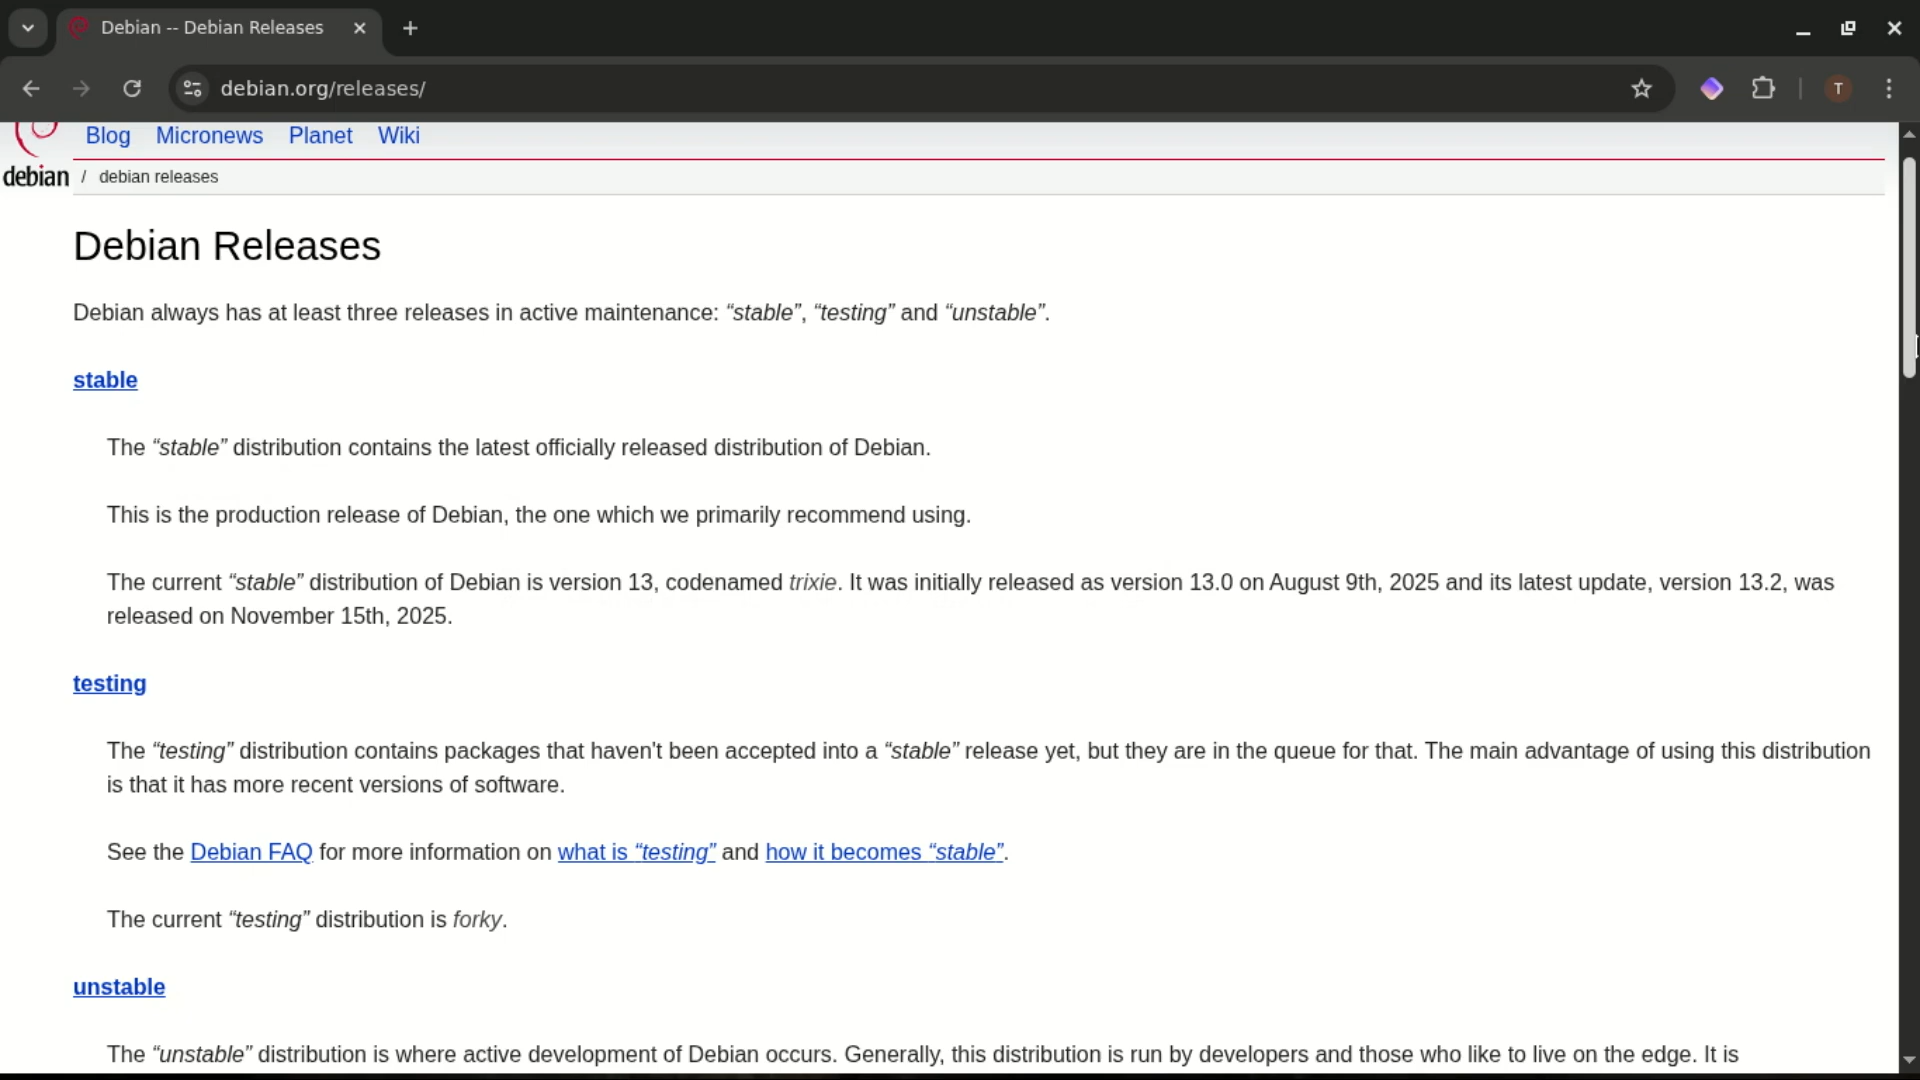 Debian -- Debian Releases
debian.org/releases/
T
Blog Micronews Planet Wiki
debian / debian releases
Debian Releases
Debian always has at least three releases in active maintenance: “stable”, “testing” and “unstable”.
stable
The “stable” distribution contains the latest officially released distribution of Debian.
This is the production release of Debian, the one which we primarily recommend using.
The current “stable” distribution of Debian is version 13, codenamed trixie. It was initially released as version 13.0 on August 9th, 2025 and its latest update, version 13.2, was
released on November 15th, 2025.
testing
The “testing” distribution contains packages that haven't been accepted into a “stable” release yet, but they are in the queue for that. The main advantage of using this distribution
is that it has more recent versions of software.
See the Debian FAQ for more information on what is “testing” and how it becomes “stable”.
The current “testing” distribution is forky.
unstable
The “unstable” distribution is where active development of Debian occurs. Generally, this distribution is run by developers and those who like to live on the edge. It is